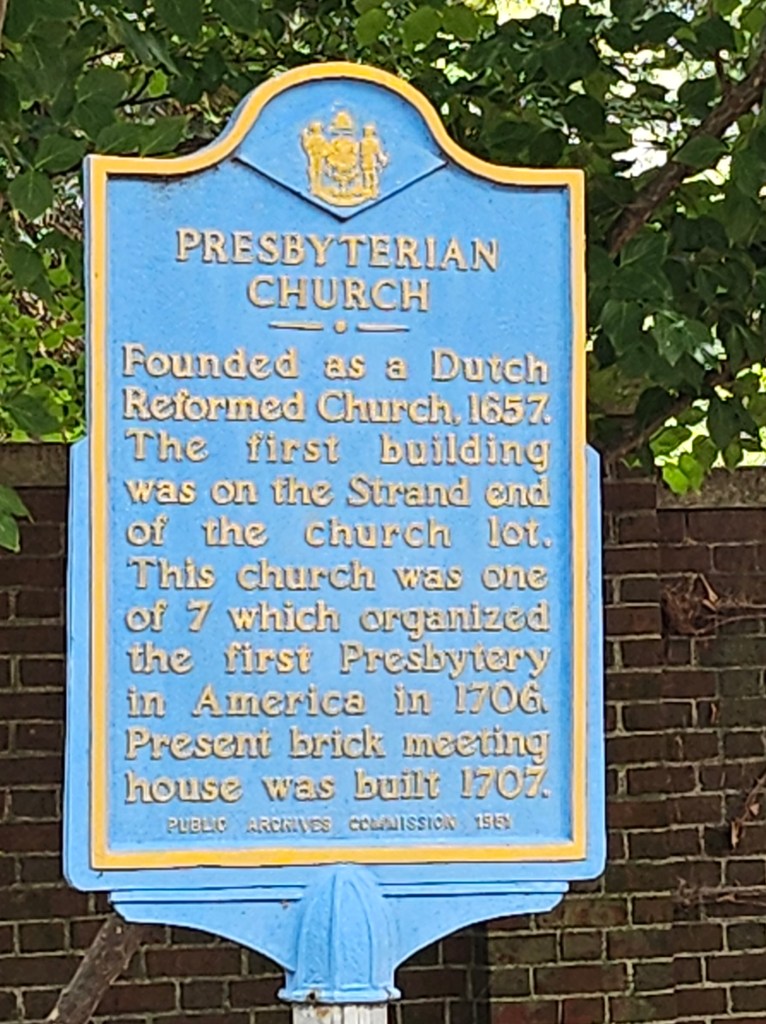 PRESBYTERIAN
CHURCH
Founded as a Dutch
Reformed Church, 1657.
The first building
was on the Strand end
of the church lot.
This church was one
of 7 which organized
the first Presbytery
in America in 1706.
Present brick meeting
house was built 1707.
PUBLIC ARCHIVES COMMISSION 1951